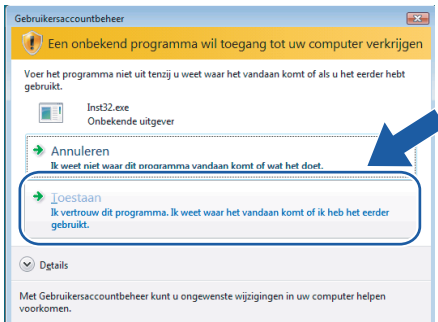 Gebruikersaccountbeheer
Een onbekend programma wil toegang tot uw computer verkrijgen
Voer het programma niet uit tenzij u weet waar het vandaan komt of als u het eerder hebt
gebruikt.
Inst32.exe
Onbekende uitgever
Annuleren
Ik weet niet waar dit programma vandaan komt of wat het doet.
Toestaan
Ik vertrouw dit programma. Ik weet waar het vandaan komt of ik heb het eerder
gebruikt.
Details
Met Gebruikersaccountbeheer kunt u ongewenste wijzigingen in uw computer helpen
voorkomen.